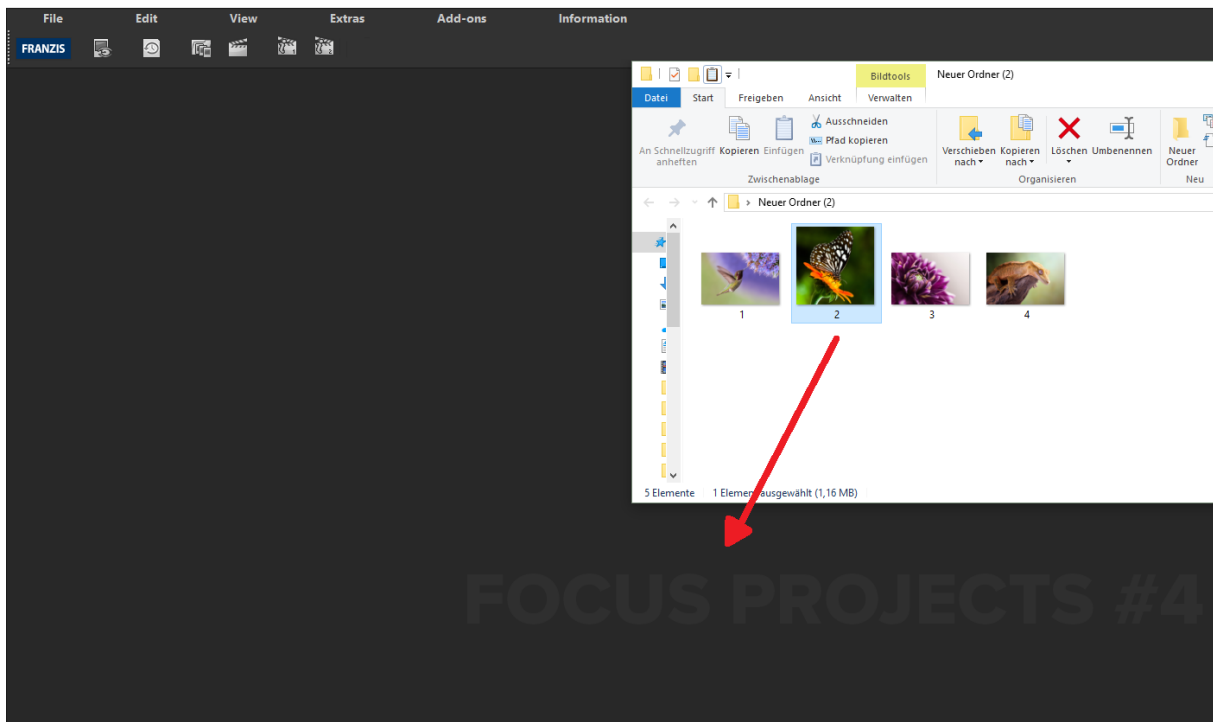 File Edit View Extras Add-ons Information
FRANZIS
Bildtools Neuer Ordner (2)
Datei Start Freigeben Ansicht Verwalten
An Schnellzugriff anheften
Kopieren
Einfügen
Ausschneiden
Pfad kopieren
Verknüpfung einfügen
Zwischenablage
Verschieben nach
Kopieren nach
Löschen
Umbenennen
Organisieren
Neuer Ordner
Neu
Neuer Ordner (2)
1 2 3 4
5 Elemente 1 Element ausgewählt (1,16 MB)
FOCUS PROJECTS #4